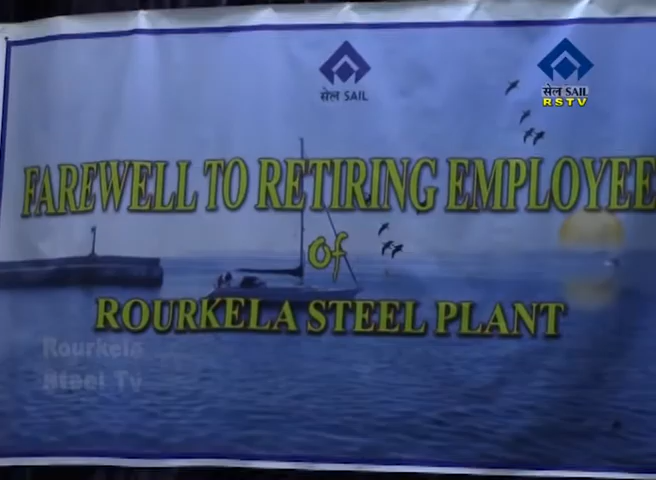 सेल SAIL
सेल SAIL
RSTV
FAREWELL TO RETIRING EMPLOYEE
of
ROURKELA STEEL PLANT
Rourkela
Steel Tv